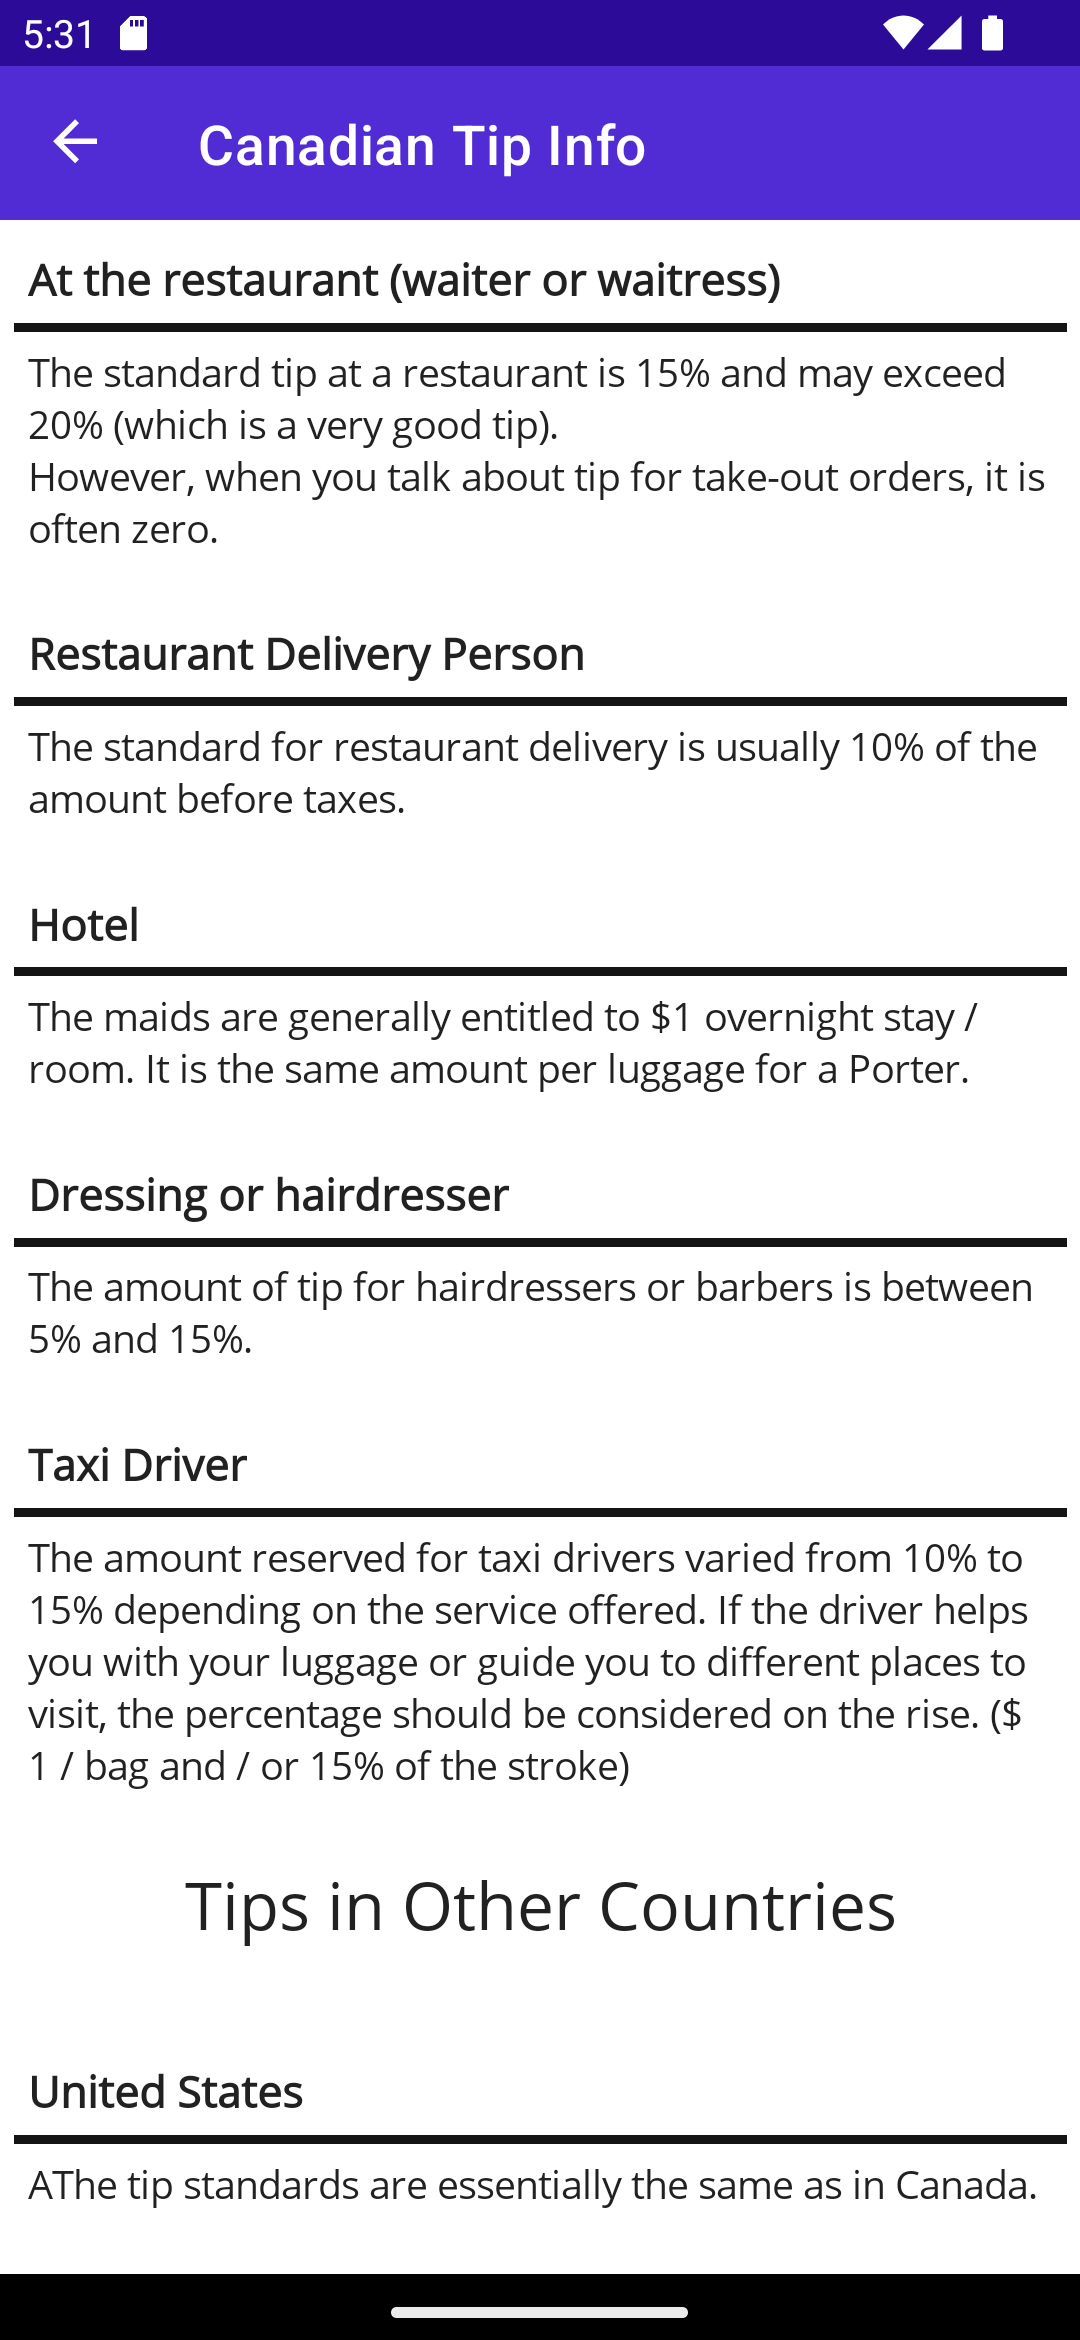 5:31
Canadian Tip Info
At the restaurant (waiter or waitress)
The standard tip at a restaurant is 15% and may exceed
20% (which is a very good tip).
However, when you talk about tip for take-out orders, it is
often zero.
Restaurant Delivery Person
The standard for restaurant delivery is usually 10% of the
amount before taxes.
Hotel
The maids are generally entitled to $1 overnight stay /
room. It is the same amount per luggage for a Porter.
Dressing or hairdresser
The amount of tip for hairdressers or barbers is between
5% and 15%.
Taxi Driver
The amount reserved for taxi drivers varied from 10% to
15% depending on the service offered. If the driver helps
you with your luggage or guide you to different places to
visit, the percentage should be considered on the rise. ($
1 / bag and / or 15% of the stroke)
Tips in Other Countries
United States
AThe tip standards are essentially the same as in Canada.